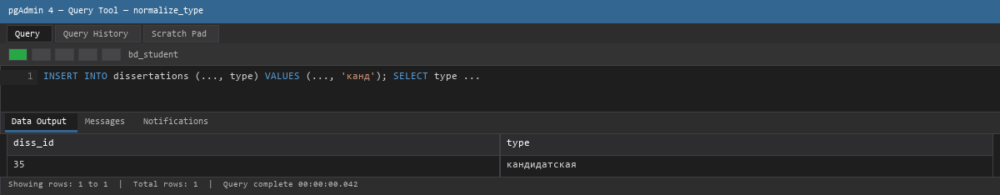 pgAdmin 4 — Query Tool — normalize_type
Query Query History Scratch Pad
bd_student
1 INSERT INTO dissertations (..., type) VALUES (..., 'канд'); SELECT type ...
Data Output Messages Notifications
diss_id type
35 кандидатская
Showing rows: 1 to 1 | Total rows: 1 | Query complete 00:00:00.042